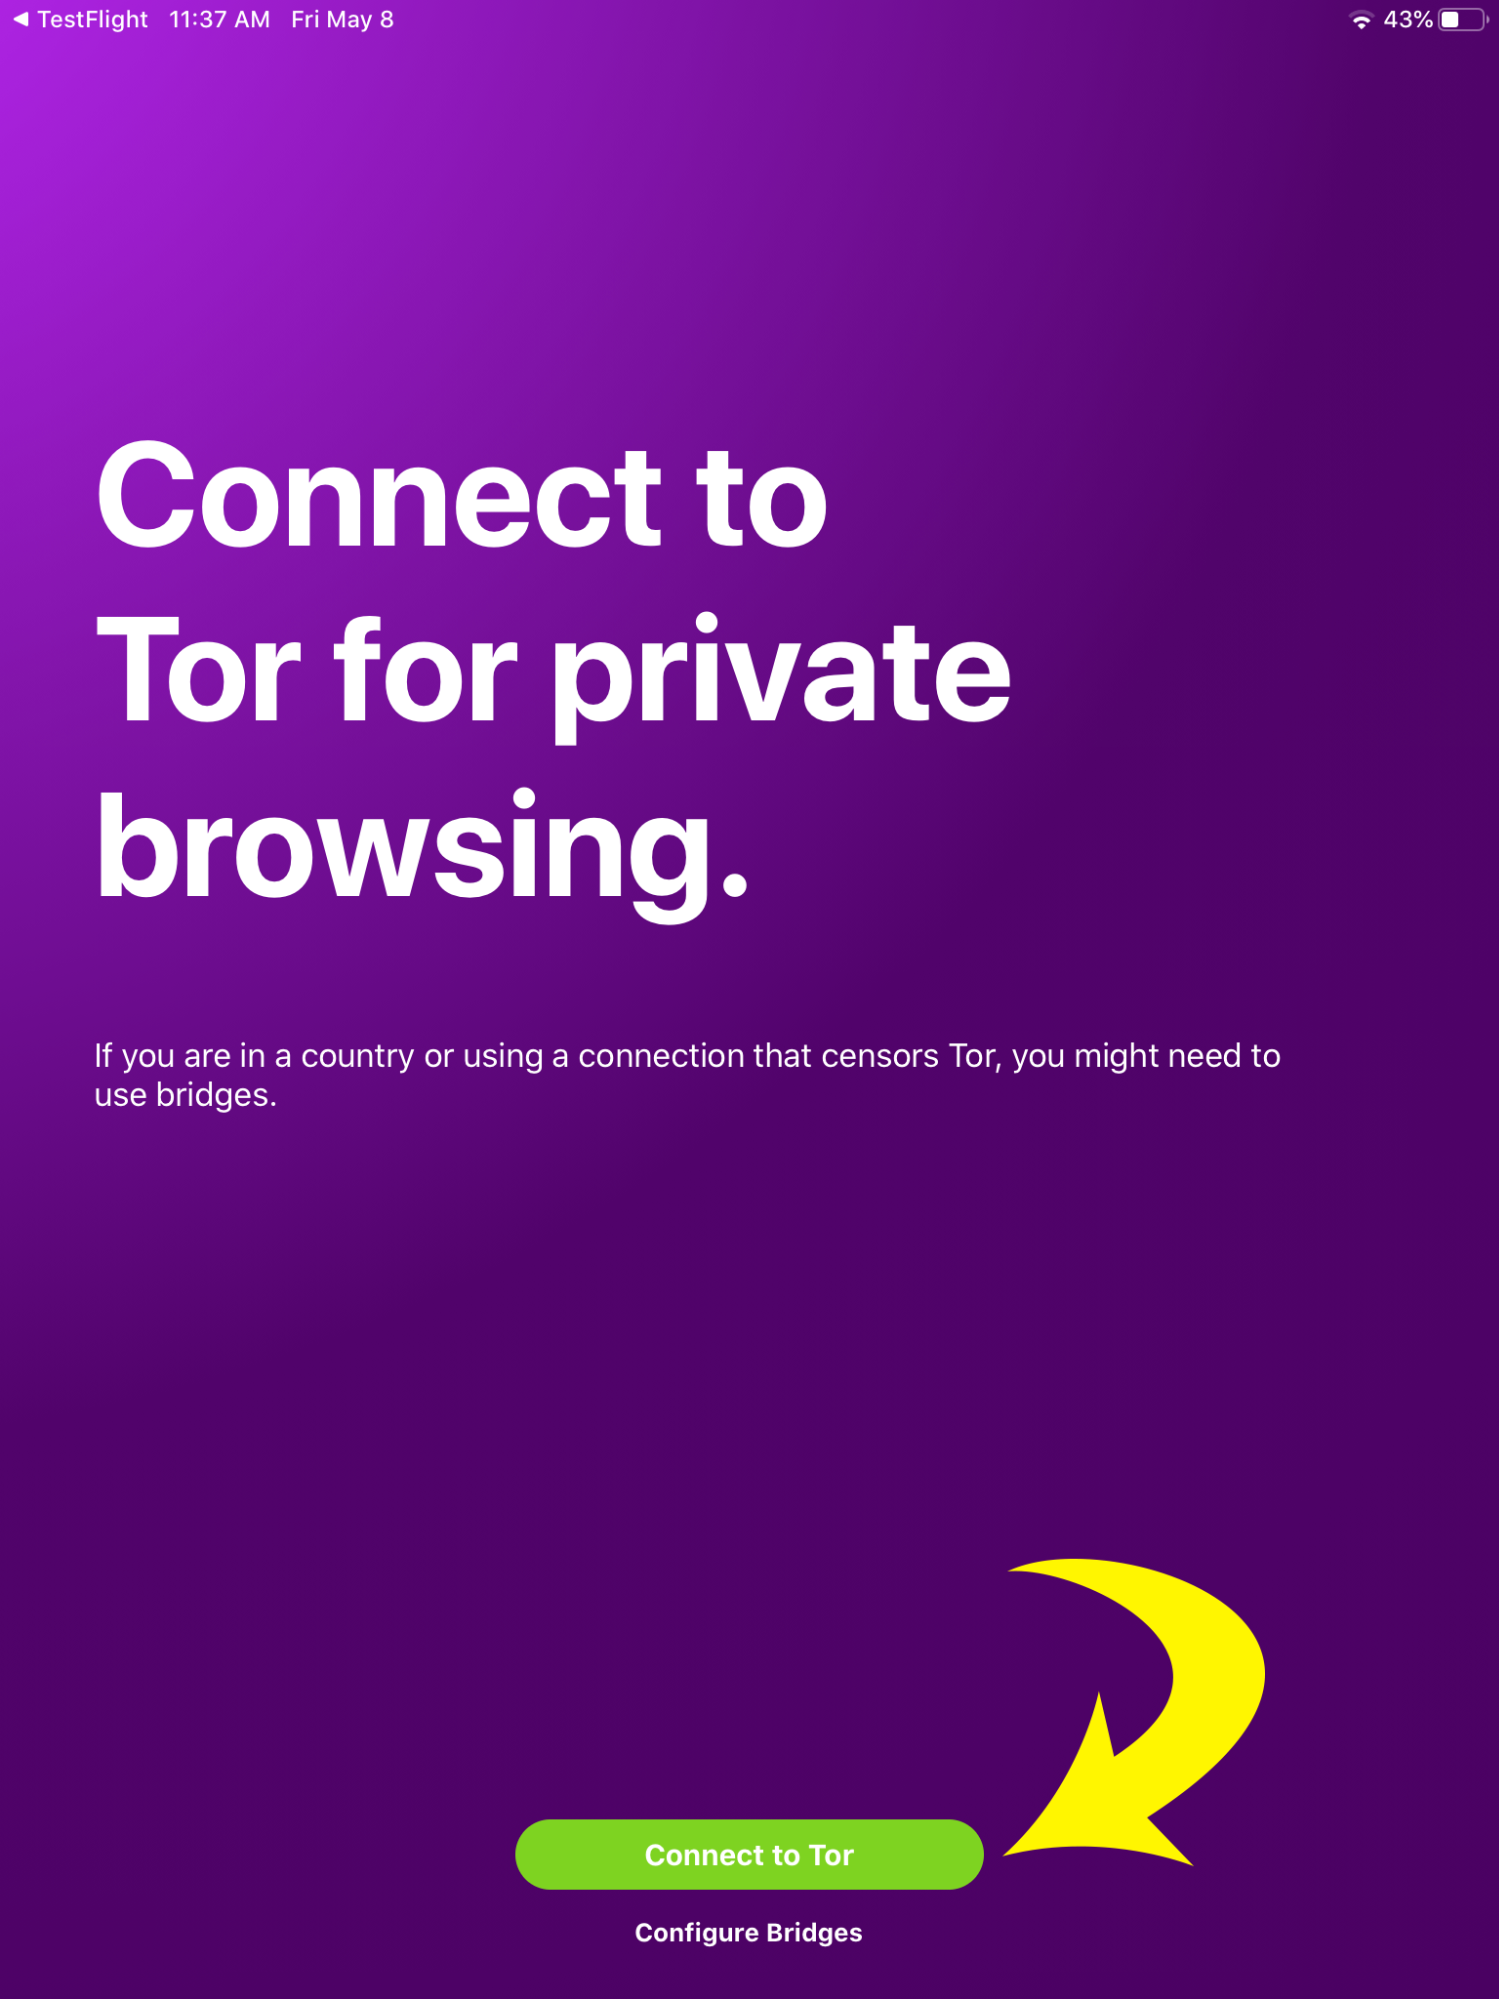 TestFlight 11:37 AM Fri May 8 43%
Connect to
Tor for private
browsing.
If you are in a country or using a connection that censors Tor, you might need to
use bridges.
Connect to Tor
Configure Bridges